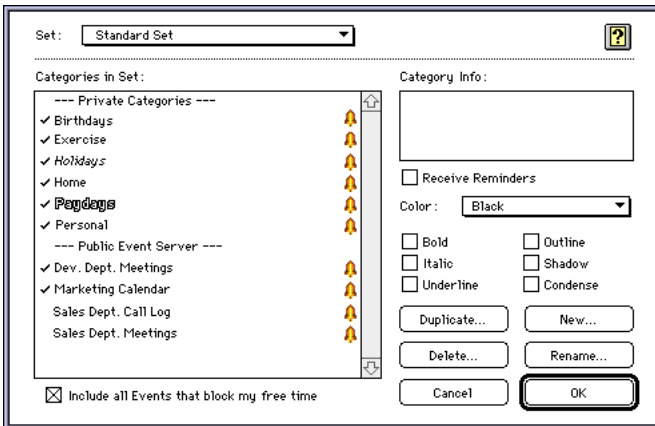 Set: Standard Set
?
Categories in Set:
--- Private Categories ---
Birthdays
Exercise
Holidays
Home
Paydays
Personal
--- Public Event Server ---
Dev. Dept. Meetings
Marketing Calendar
Sales Dept. Call Log
Sales Dept. Meetings
Include all Events that block my free time
Category Info:
Receive Reminders
Color: Black
Bold Outline
Italic Shadow
Underline Condense
Duplicate... New...
Delete... Rename...
Cancel OK